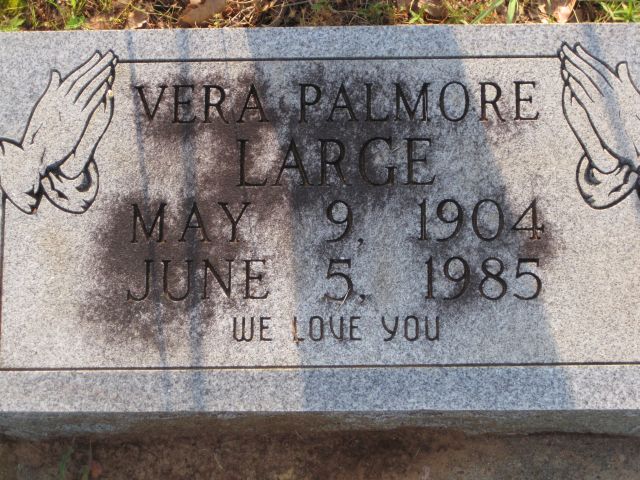 VERA PALMORE
LARGE
MAY 9, 1904
JUNE 5, 1985
WE LOVE YOU